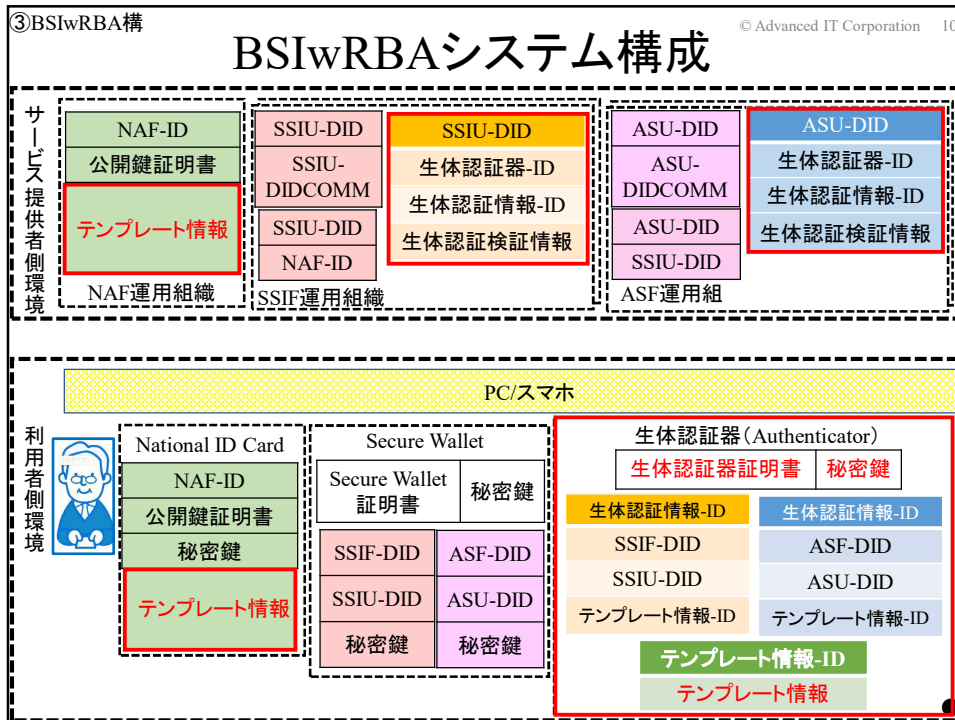 ③BSIwRBA構
© Advanced IT Corporation 10
BSIwRBAシステム構成
サービス提供者側環境
NAF-ID
公開鍵証明書
テンプレート情報
NAF運用組織
SSIU-DID
SSIU-
DIDCOMM
SSIU-DID
NAF-ID
SSIF運用組織
SSIU-DID
生体認証器-ID
生体認証情報-ID
生体認証検証情報
ASU-DID
ASU-
DIDCOMM
ASU-DID
SSIU-DID
ASF運用組
ASU-DID
生体認証器-ID
生体認証情報-ID
生体認証検証情報
PC/スマホ
利用者側環境
National ID Card
NAF-ID
公開鍵証明書
秘密鍵
テンプレート情報
Secure Wallet
Secure Wallet
証明書
秘密鍵
SSIF-DID
SSIU-DID
秘密鍵
ASF-DID
ASU-DID
秘密鍵
生体認証器(Authenticator)
生体認証器証明書
秘密鍵
生体認証情報-ID
SSIF-DID
SSIU-DID
テンプレート情報-ID
生体認証情報-ID
ASF-DID
ASU-DID
テンプレート情報-ID
テンプレート情報-ID
テンプレート情報